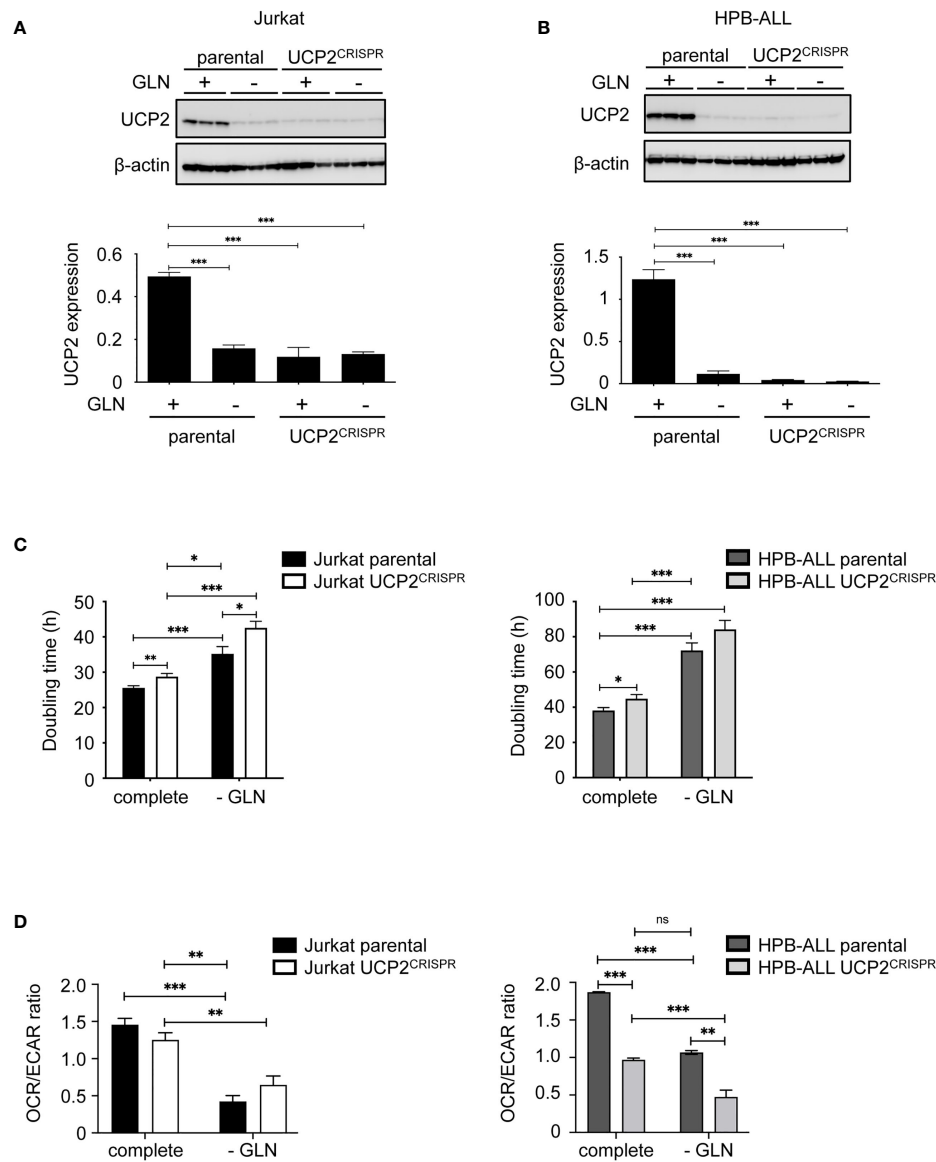 A
Jurkat
parental UCP2CRISPR
GLN + - + -
UCP2
β-actin
***
***
***
0.6
0.4
0.2
0
UCP2 expression
GLN + - + -
parental UCP2CRISPR
B
HPB-ALL
parental UCP2CRISPR
GLN + - + -
UCP2
β-actin
***
***
***
1.5
1
0.5
0
UCP2 expression
GLN + - + -
parental UCP2CRISPR
C
Jurkat parental
Jurkat UCP2CRISPR
*
***
*
***
**
50
40
30
20
10
0
Doubling time (h)
complete - GLN
HPB-ALL parental
HPB-ALL UCP2CRISPR
***
***
***
*
100
80
60
40
20
0
Doubling time (h)
complete - GLN
D
Jurkat parental
Jurkat UCP2CRISPR
**
***
**
2.0
1.5
1.0
0.5
0
OCR/ECAR ratio
complete - GLN
HPB-ALL parental
HPB-ALL UCP2CRISPR
ns
***
***
***
**
2.0
1.5
1.0
0.5
0
OCR/ECAR ratio
complete - GLN